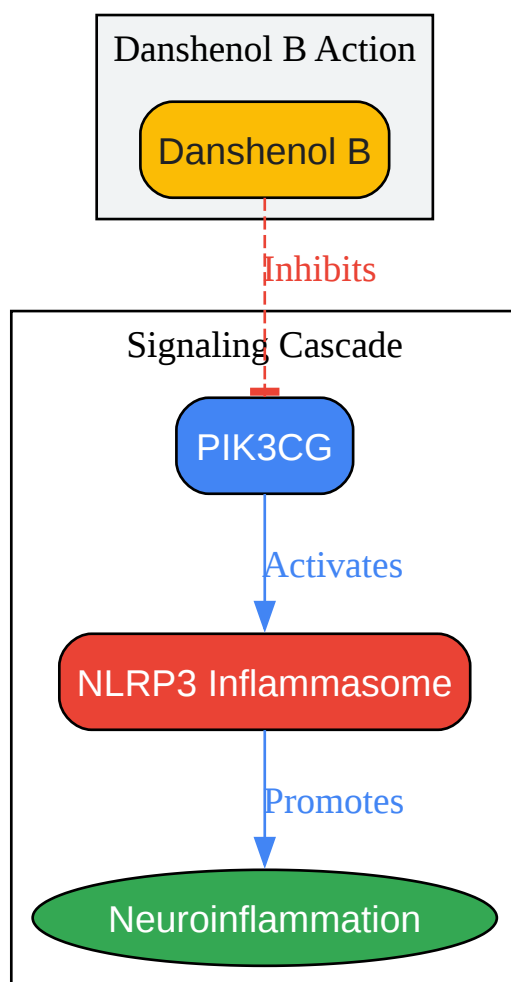 Danshenol B Action
Danshenol B
Inhibits
Signaling Cascade
PIK3CG
Activates
NLRP3 Inflammasome
Promotes
Neuroinflammation